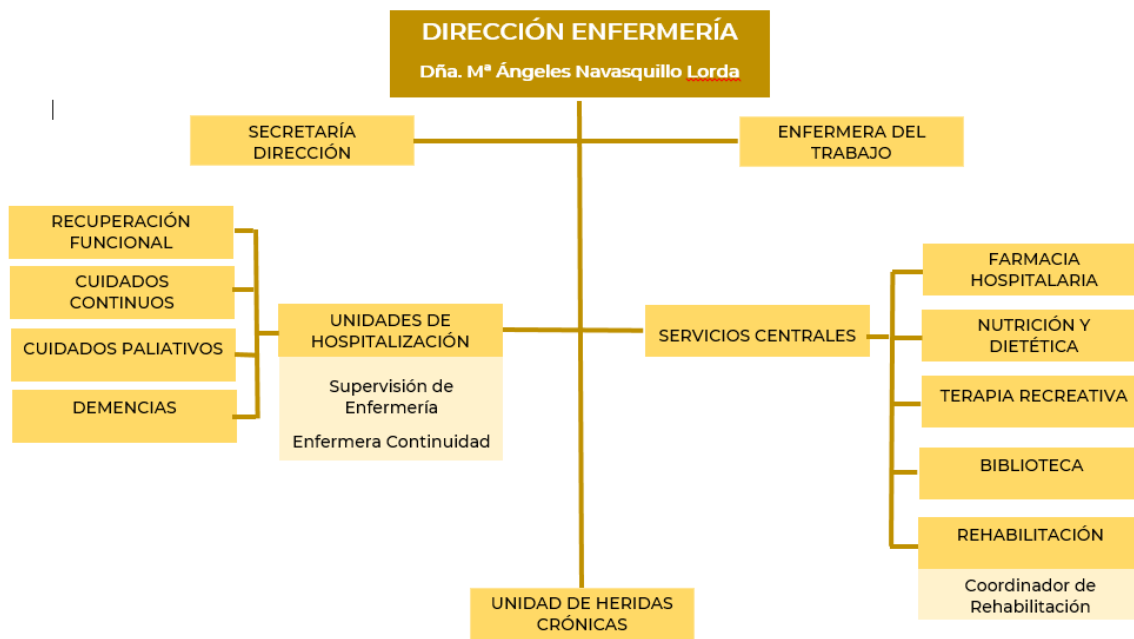 DIRECCIÓN ENFERMERÍA
Dña. Mª Ángeles Navasquillo Lorda
SECRETARÍA
DIRECCIÓN
ENFERMERA DEL
TRABAJO
RECUPERACIÓN
FUNCIONAL
CUIDADOS
CONTINUOS
CUIDADOS PALIATIVOS
DEMENCIAS
UNIDADES DE
HOSPITALIZACIÓN
Supervisión de
Enfermería
Enfermera Continuidad
SERVICIOS CENTRALES
FARMACIA
HOSPITALARIA
NUTRICIÓN Y
DIETÉTICA
TERAPIA RECREATIVA
BIBLIOTECA
REHABILITACIÓN
Coordinador de
Rehabilitación
UNIDAD DE HERIDAS
CRÓNICAS